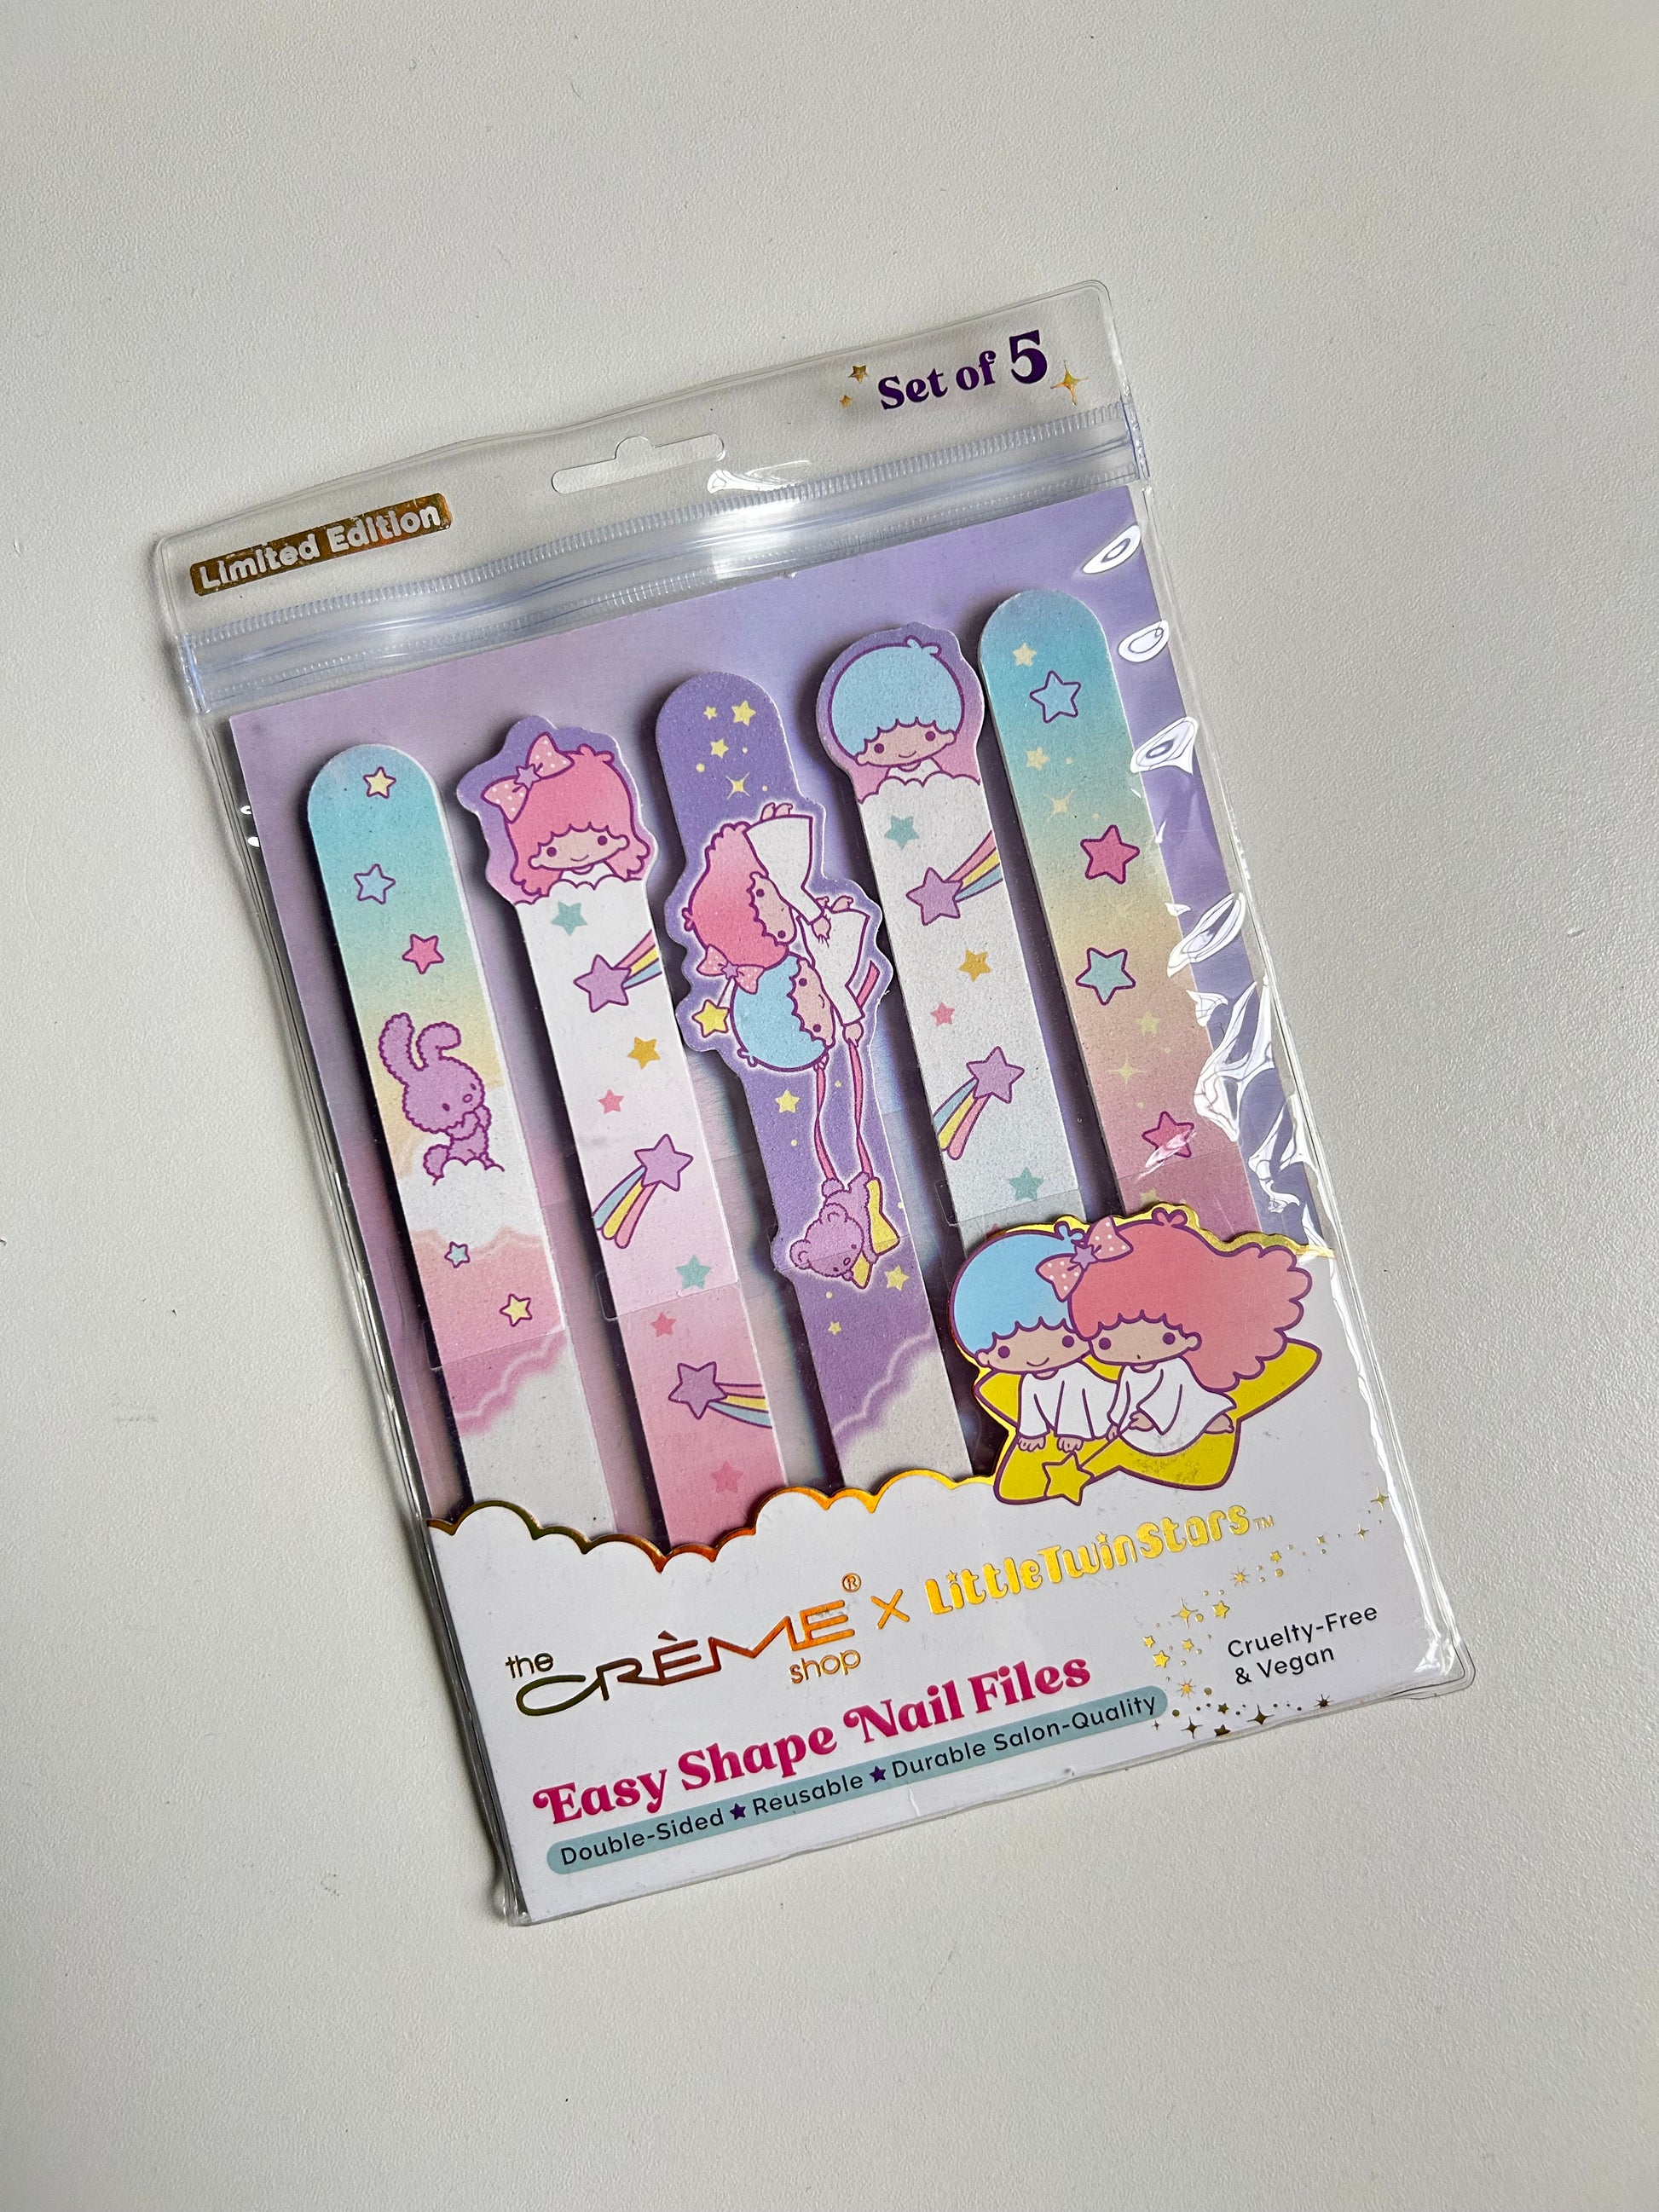 Set of 5
Limited Edition
the CRÈME® shop × LittleTwinStars™
Cruelty-Free
& Vegan
Easy Shape Nail Files
Double-Sided ★ Reusable ★ Durable Salon-Quality